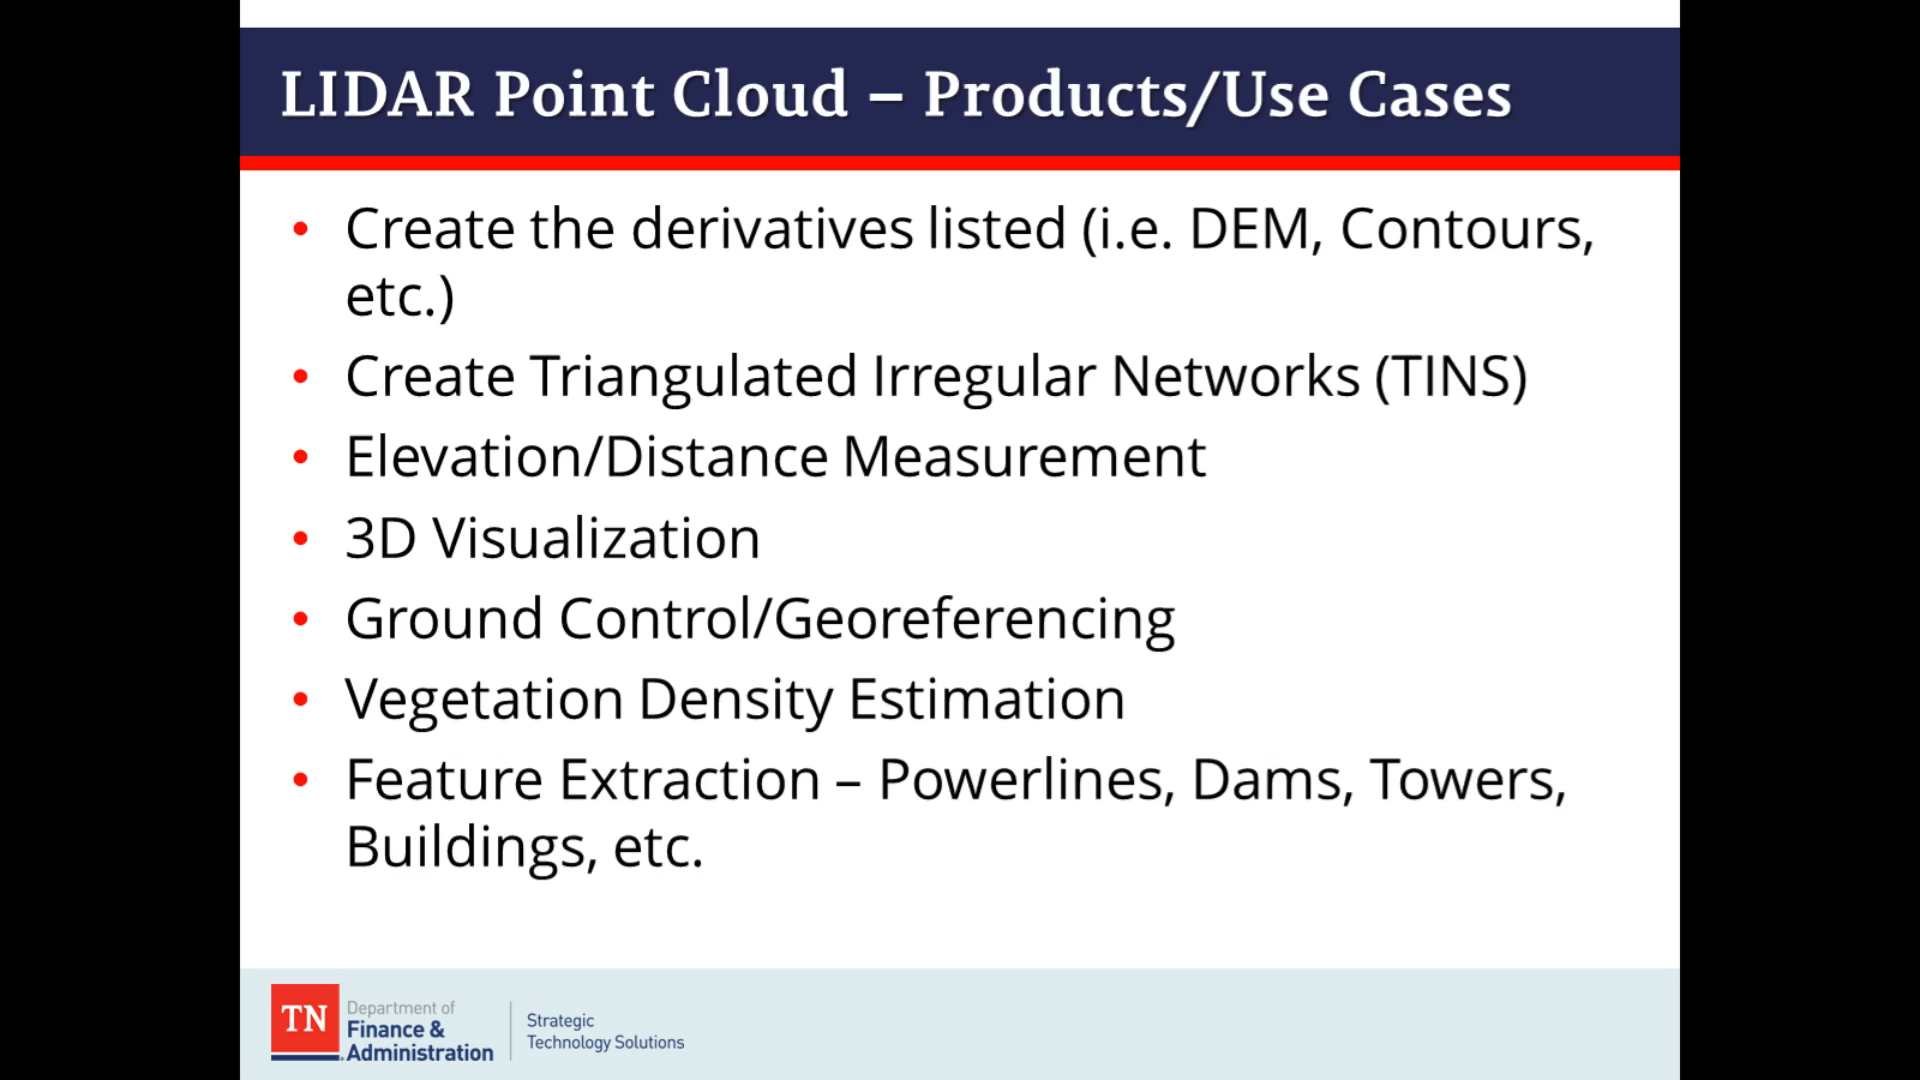 LIDAR Point Cloud – Products/Use Cases
• Create the derivatives listed (i.e. DEM, Contours,
etc.)
• Create Triangulated Irregular Networks (TINS)
• Elevation/Distance Measurement
• 3D Visualization
• Ground Control/Georeferencing
• Vegetation Density Estimation
• Feature Extraction – Powerlines, Dams, Towers,
Buildings, etc.
TN
Department of
Finance &
Administration
Strategic
Technology Solutions